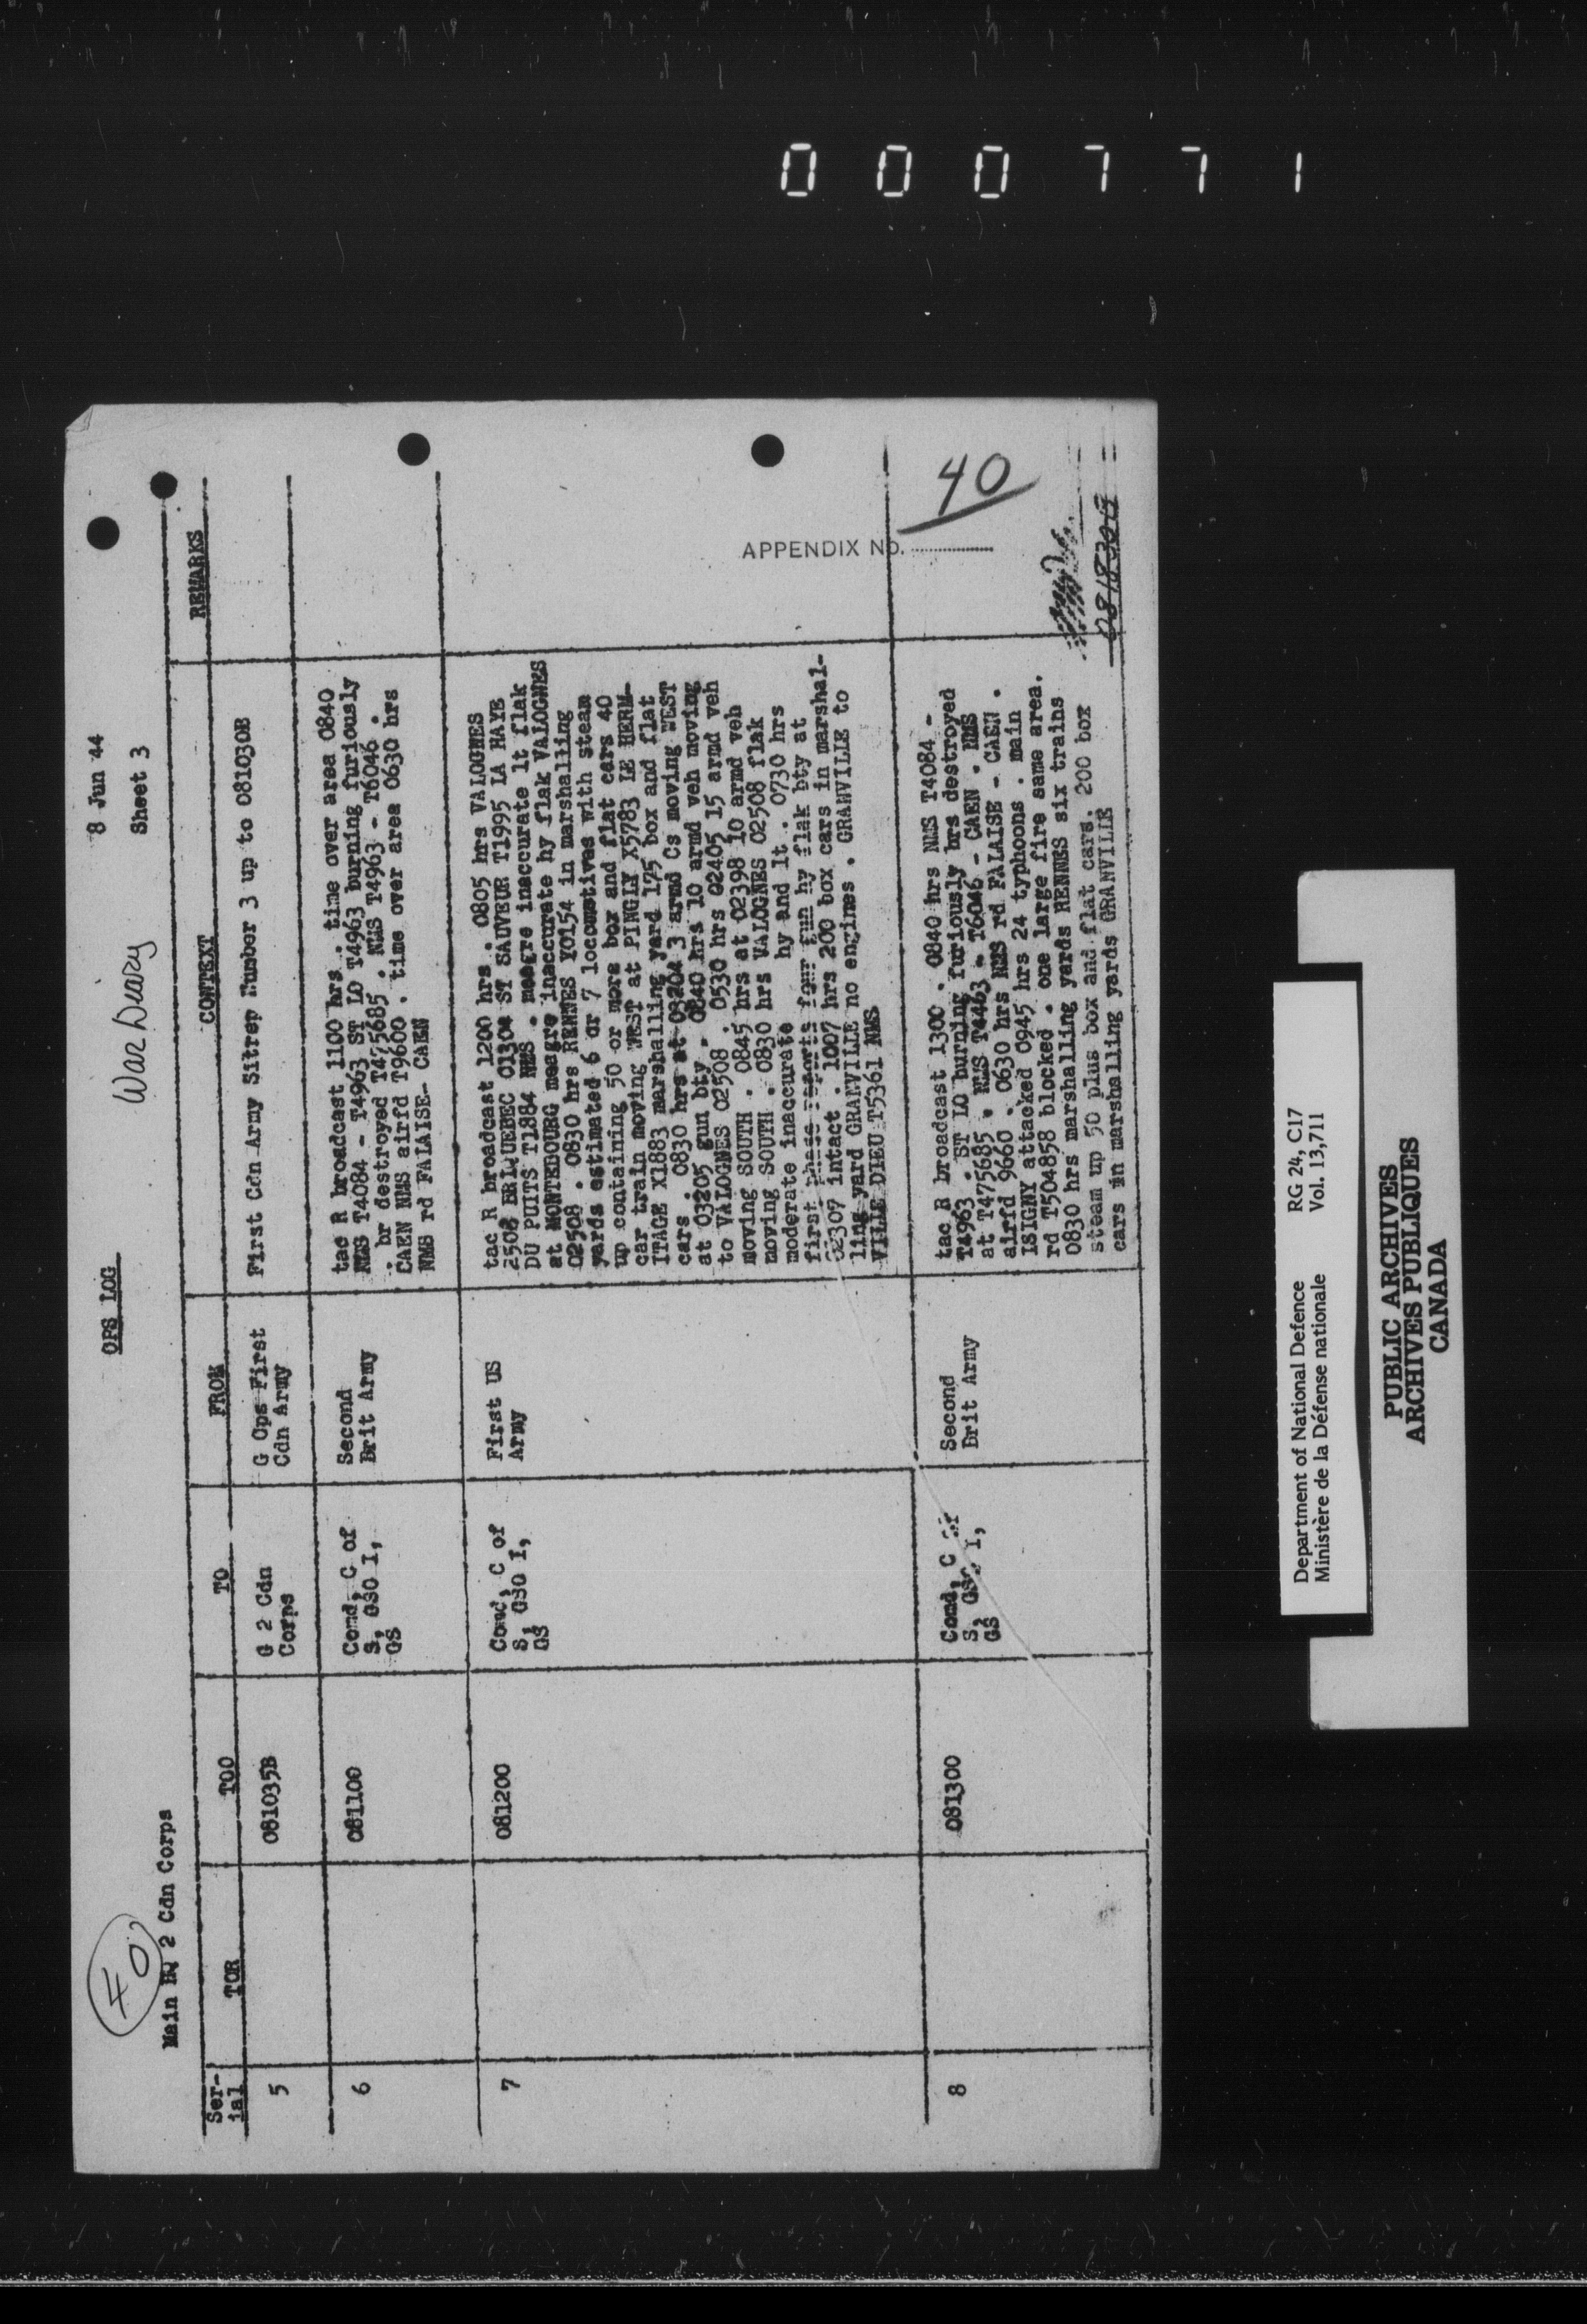 000771
40
OPS LOG
War Diary
8 Jun 44
Main HQ 2 Cdn Corps
Sheet 3
Ser-
ial
TOR
TOO
TO
FROM
CONTEXT
REMARKS
5
081035B
G 2 Cdn
Corps
G Ops First
Cdn Army
First Cdn Army Sitrep Number 3 up to 081030B
6
081100
Comd, C of
S, GSO I,
GS
Second
Brit Army
tac R broadcast 1100 hrs . time over area 0840
NMS T4084 - T4963 ST LO T4963 burning furiously
. br destroyed T475685 . NMS T4963 - T6046 .
CAEN NMS airfd T9600 . time over area 0630 hrs
NMS rd FALAISE- CAEN
7
081200
Comd, C of
S, GSO I,
GS
First US
Army
tac R broadcast 1200 hrs . 0805 hrs VALOGNES
2508 BRIQUEBEC 01304 ST SAUVEUR T1995 LA HAYE
DU PUITS T1884 NMS . meagre inaccurate lt flak
at MONTEBOURG meagre inaccurate hy flak VALOGNES
02508 . 0830 hrs RENNES Y0154 in marshalling
yards estimated 6 or 7 locomotives with steam
up containing 50 or more box and flat cars 40
car train moving WEST at PINGLY X5783 LE HERM-
ITAGE X1883 marshalling yard 175 box and flat
cars . 0830 hrs at 03204 3 armd Cs moving WEST
at 03205 gun bty . 0840 hrs 10 armd veh moving
to VALOGNES 02508 . 0530 hrs 02405 15 armd veh
moving SOUTH . 0845 hrs at 02398 10 armd veh
moving SOUTH . 0830 hrs VALOGNES 02508 flak
moderate inaccurate hy and lt . 0730 hrs
first phase reports four gun hy flak bty at
02307 intact . 1007 hrs 200 box cars in marshal-
ling yard GRANVILLE no engines . GRANVILLE to
VILLE DIEU T5361 NMS
8
081300
Comd, C of
S, GSO I,
GS
Second
Brit Army
tac R broadcast 1300 . 0840 hrs NMS T4084 -
T4963 . ST LO burning furiously brs destroyed
at T475685 . NMS T4463 - T6046 - CAEN . NMS
airfd 9660 . 0630 hrs NMS rd FALAISE - CAEN .
ISIGNY attacked 0945 hrs 24 typhoons . main
rd T504858 blocked . one large fire same area.
0830 hrs marshalling yards RENNES six trains
steam up 50 plus box and flat cars. 200 box
cars in marshalling yards GRANVILLE
APPENDIX No.
40
081830B
Department of National Defence
Ministère de la Défense nationale
RG 24, C17
Vol. 13,711
PUBLIC ARCHIVES
ARCHIVES PUBLIQUES
CANADA